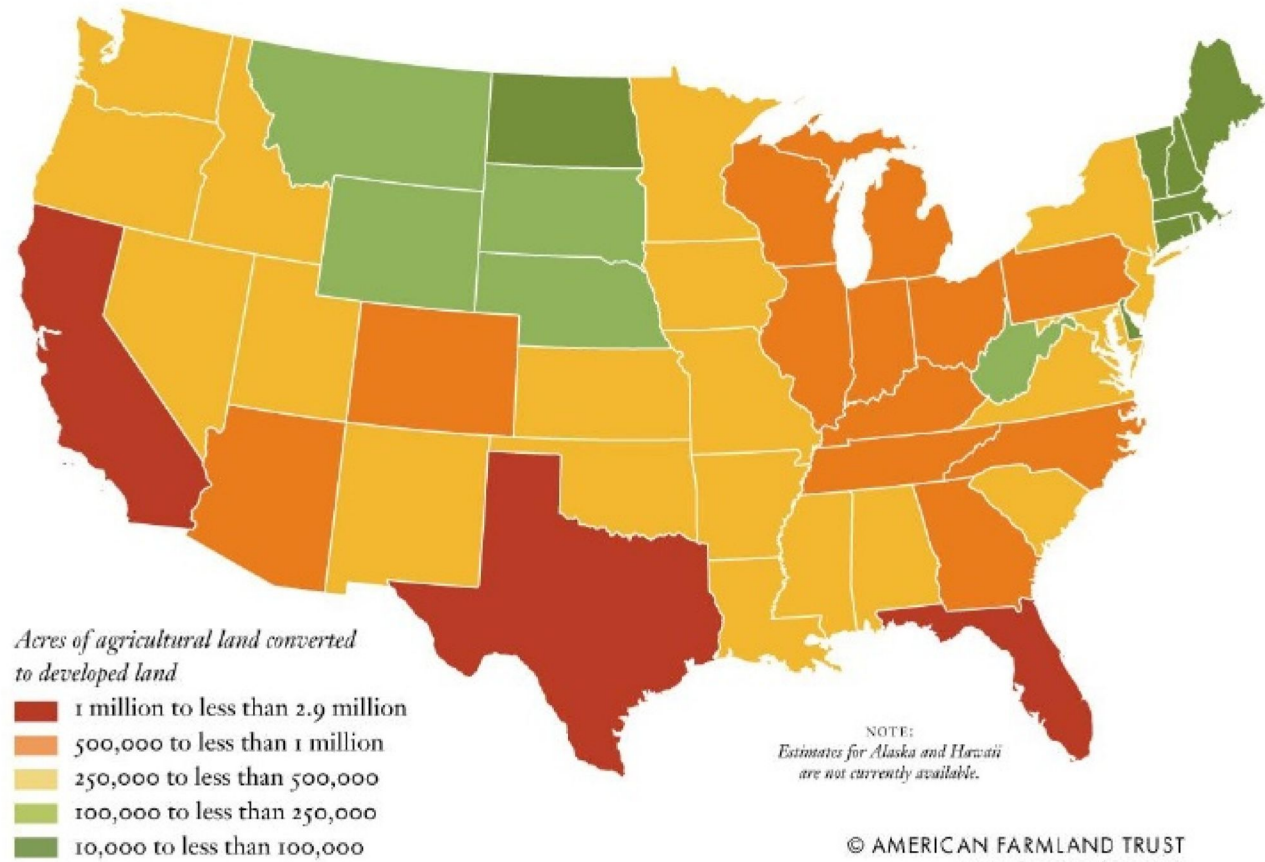 Acres of agricultural land converted
to developed land
1 million to less than 2.9 million
500,000 to less than 1 million
250,000 to less than 500,000
100,000 to less than 250,000
10,000 to less than 100,000
NOTE:
Estimates for Alaska and Hawaii
are not currently available.
© AMERICAN FARMLAND TRUST